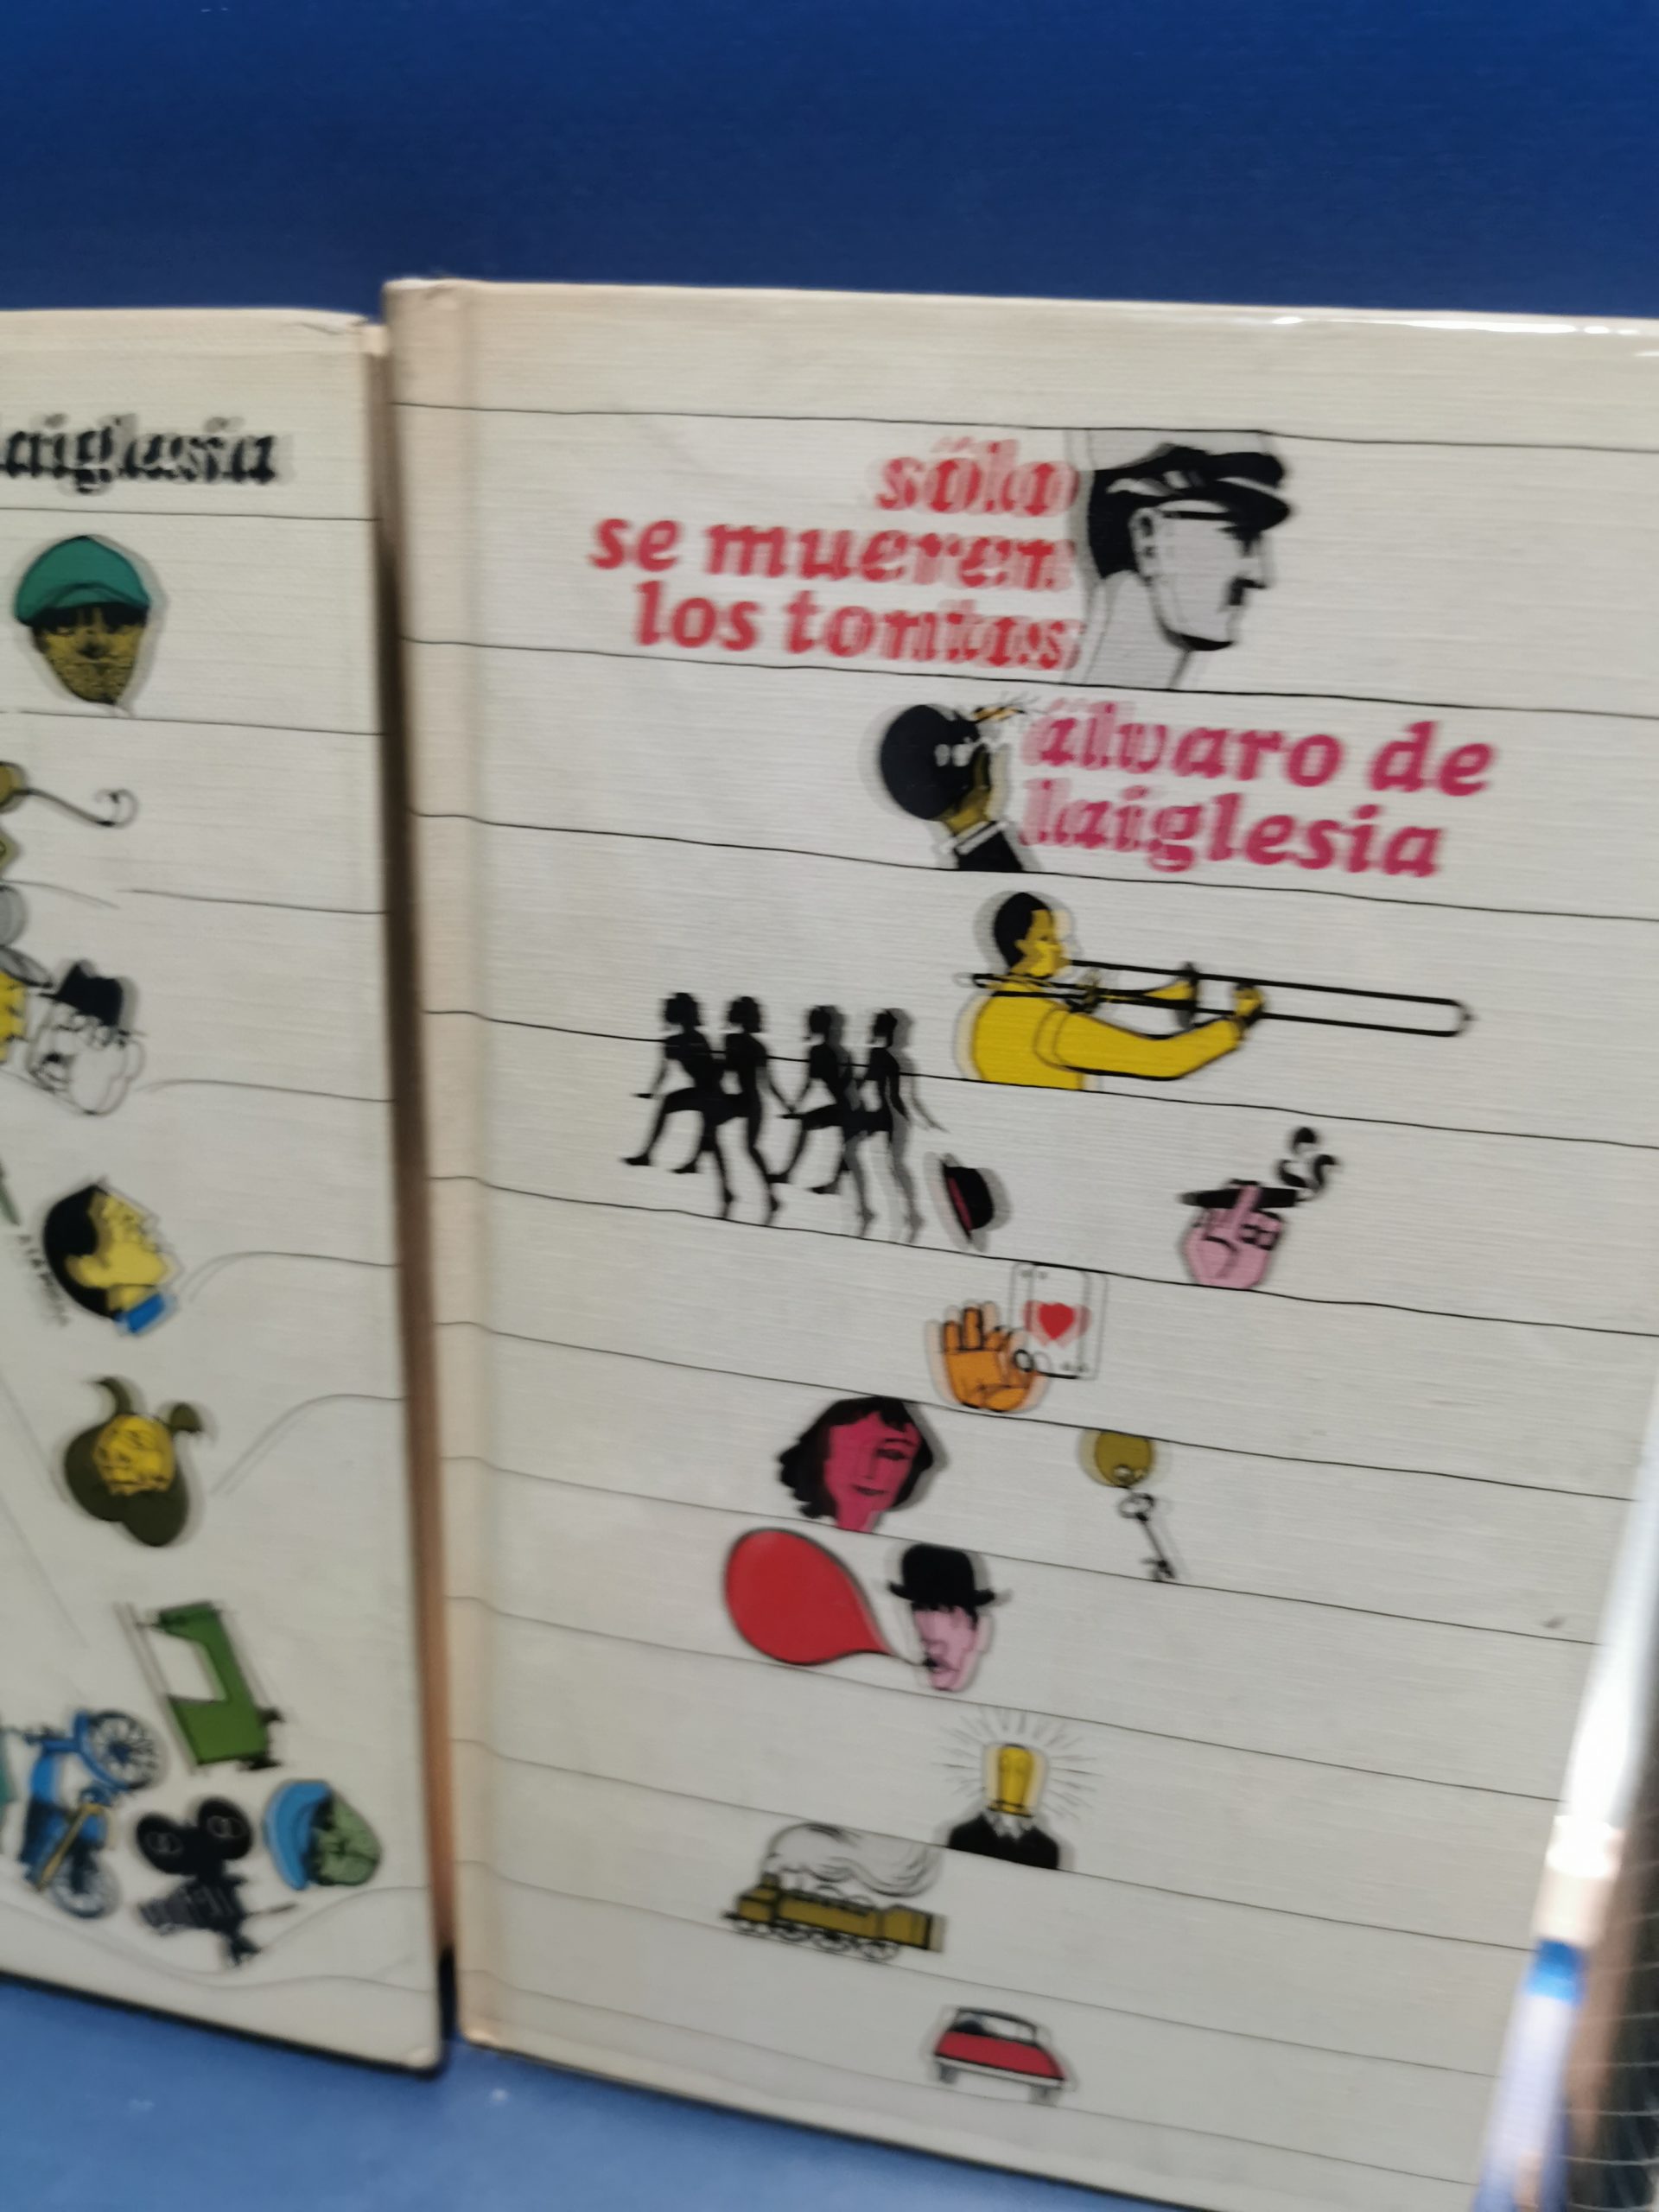 laiglesia
sólo
se mueren
los tontos
álvaro de
laiglesia